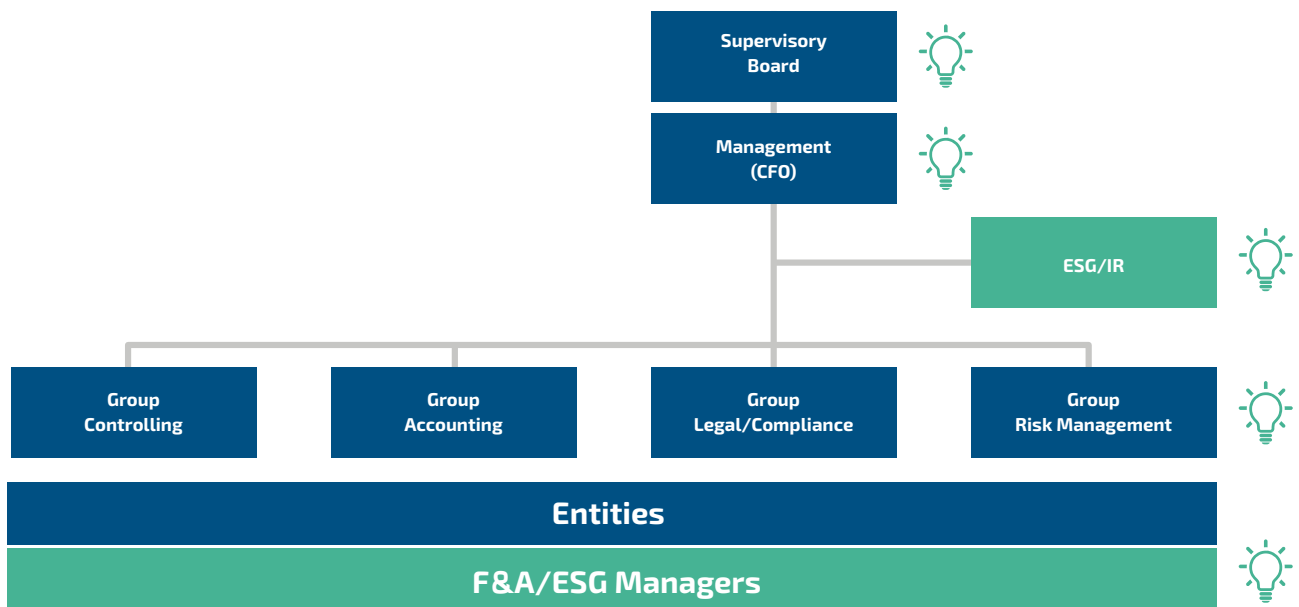 Supervisory
Board
Management
(CFO)
ESG/IR
Group
Controlling
Group
Accounting
Group
Legal/Compliance
Group
Risk Management
Entities
F&A/ESG Managers